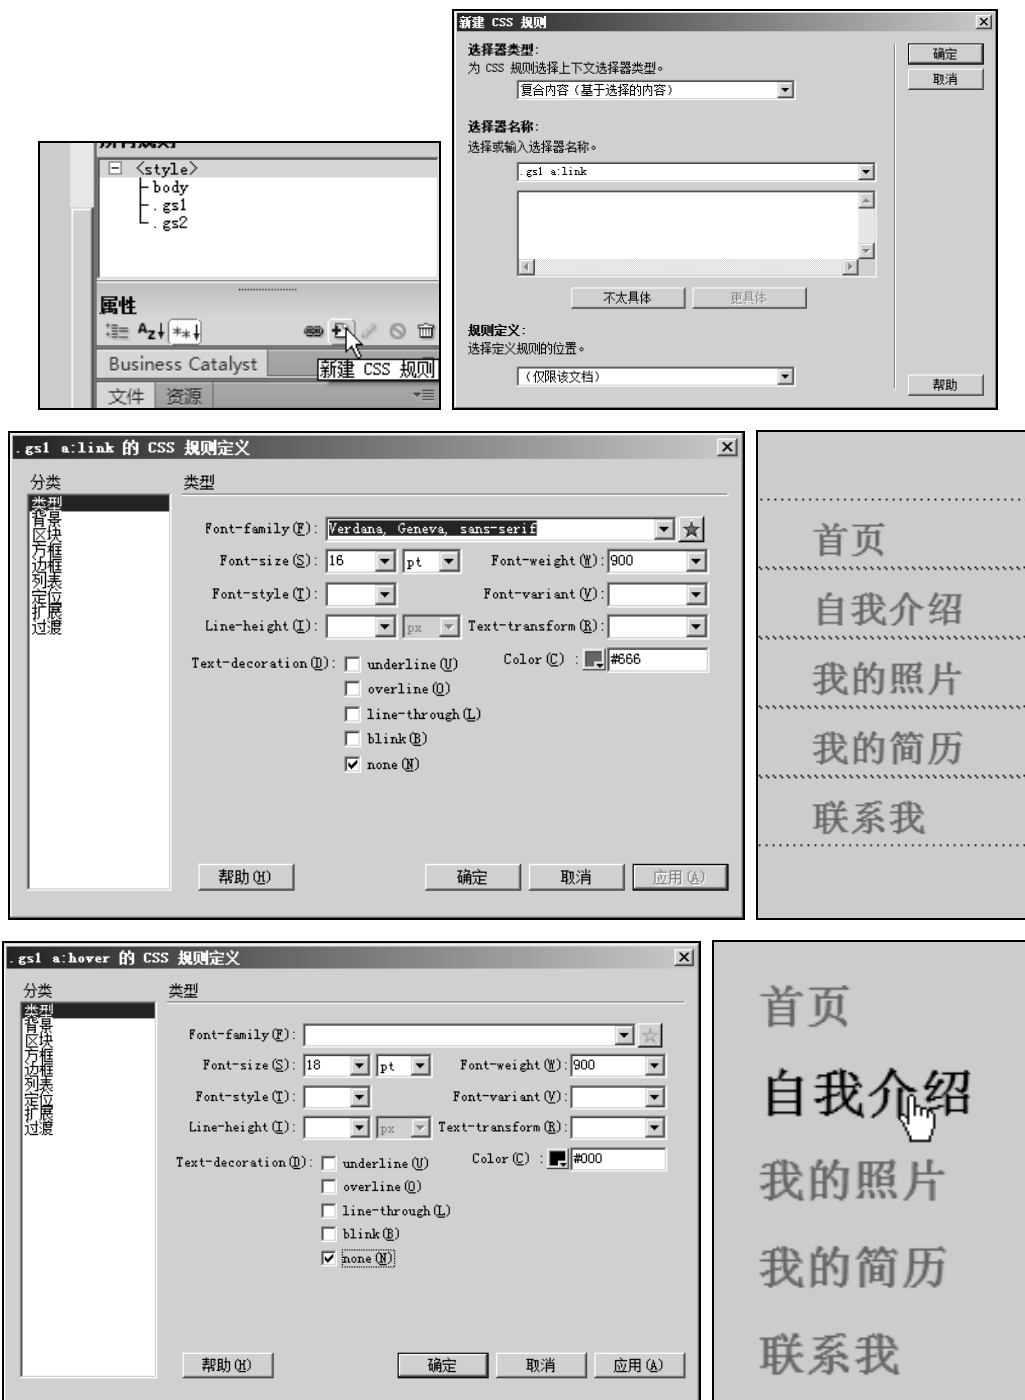 新建 CSS 规则
选择器类型：
为 CSS 规则选择上下文选择器类型。
复合内容（基于选择的内容）
确定
取消
选择器名称：
选择或输入选择器名称。
.gs1 a:link
不太具体
更具体
规则定义：
选择定义规则的位置。
（仅限该文档）
帮助
<style>
body
.gs1
.gs2
属性
Az↓
**↓
新建 CSS 规则
Business Catalyst
文件
资源
.gs1 a:link 的 CSS 规则定义
分类
类型
背景
区块
方框
边框
列表
定位
扩展
过渡
类型
Font-family(F): Verdana, Geneva, sans-serif
Font-size(S): 16 pt Font-weight(W): 900
Font-style(T): Font-variant(V):
Line-height(I): px Text-transform(R):
Text-decoration(D): underline(U) Color(C) : #666
overline(O)
line-through(L)
blink(B)
none(N)
帮助(H)
确定
取消
应用(A)
首页
自我介绍
我的照片
我的简历
联系我
.gs1 a:hover 的 CSS 规则定义
分类
类型
背景
区块
方框
边框
列表
定位
扩展
过渡
类型
Font-family(F):
Font-size(S): 18 pt Font-weight(W): 900
Font-style(T): Font-variant(V):
Line-height(I): px Text-transform(R):
Text-decoration(D): underline(U) Color(C) : #000
overline(O)
line-through(L)
blink(B)
none(N)
帮助(H)
确定
取消
应用(A)
首页
自我介绍
我的照片
我的简历
联系我